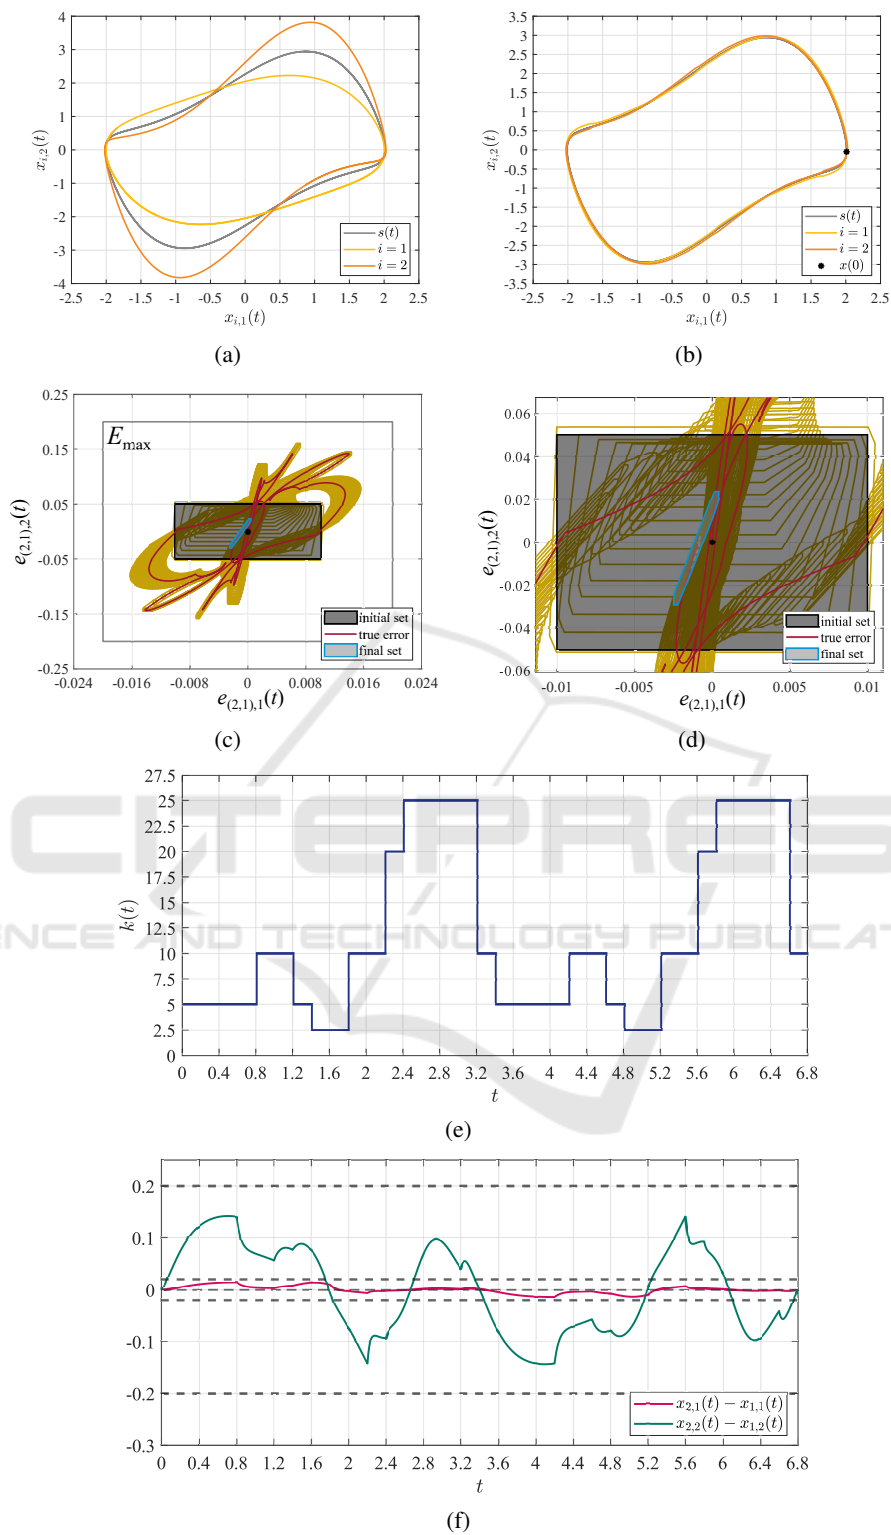 4
3
2
1
0
-1
-2
-3
-4
-2.5 -2 -1.5 -1 -0.5 0 0.5 1 1.5 2 2.5
x_{i,2}(t)
x_{i,1}(t)
s(t)
i = 1
i = 2
(a)
3.5
3
2.5
2
1.5
1
0.5
0
-0.5
-1
-1.5
-2
-2.5
-3
-3.5
-2.5 -2 -1.5 -1 -0.5 0 0.5 1 1.5 2 2.5
x_{i,2}(t)
x_{i,1}(t)
s(t)
i = 1
i = 2
x(0)
(b)
0.25
0.15
0.05
-0.05
-0.15
-0.25
-0.024 -0.016 -0.008 0 0.008 0.016 0.024
E_{max}
e_{(2,1),2}(t)
e_{(2,1),1}(t)
initial set
true error
final set
(c)
0.06
0.04
0.02
0
-0.02
-0.04
-0.06
-0.01 -0.005 0 0.005 0.01
e_{(2,1),2}(t)
e_{(2,1),1}(t)
initial set
true error
final set
(d)
27.5
25
22.5
20
17.5
15
12.5
10
7.5
5
2.5
0
0 0.4 0.8 1.2 1.6 2 2.4 2.8 3.2 3.6 4 4.4 4.8 5.2 5.6 6 6.4 6.8
k(t)
t
(e)
0.2
0.1
0
-0.1
-0.2
-0.3
0 0.4 0.8 1.2 1.6 2 2.4 2.8 3.2 3.6 4 4.4 4.8 5.2 5.6 6 6.4 6.8
t
x_{2,1}(t) − x_{1,1}(t)
x_{2,2}(t) − x_{1,2}(t)
(f)
CITEPRES
ENCE AND TECHNOLOGY PUBLICAT